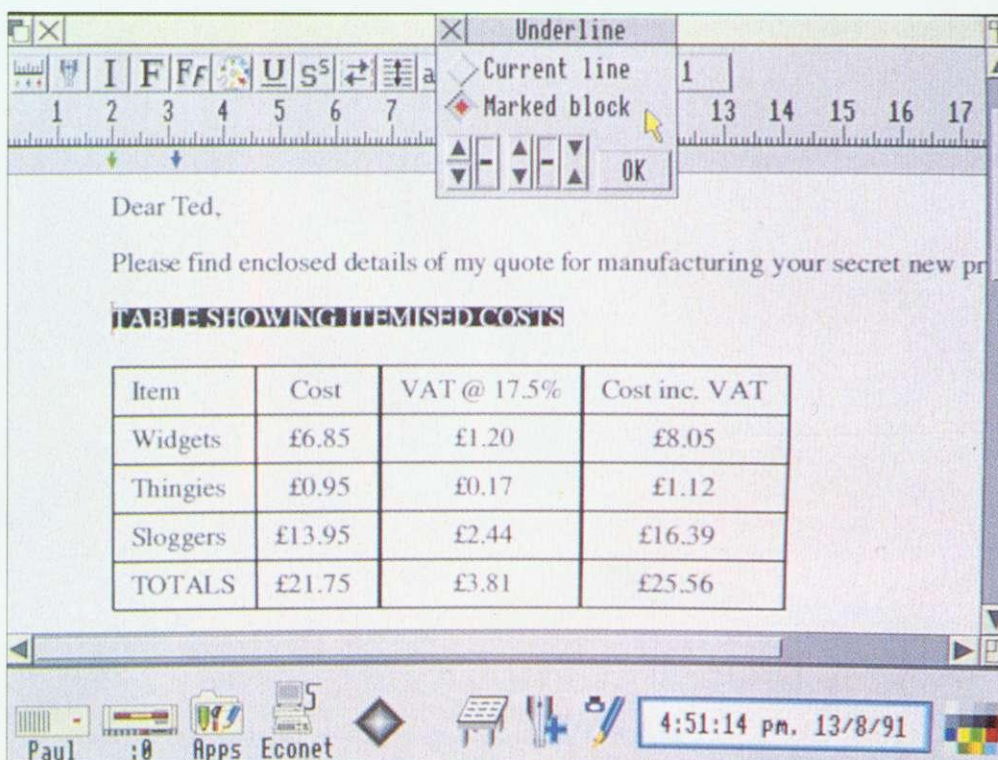 Underline
I F FF U SS a 1
Current line
Marked block
1 2 3 4 5 6 7 13 14 15 16 17
OK
Dear Ted,
Please find enclosed details of my quote for manufacturing your secret new pr
TABLE SHOWING ITEMISED COSTS
Item Cost VAT @ 17.5% Cost inc. VAT
Widgets £6.85 £1.20 £8.05
Thingies £0.95 £0.17 £1.12
Sloggers £13.95 £2.44 £16.39
TOTALS £21.75 £3.81 £25.56
4:51:14 pm. 13/8/91
Paul :0 Apps Econet